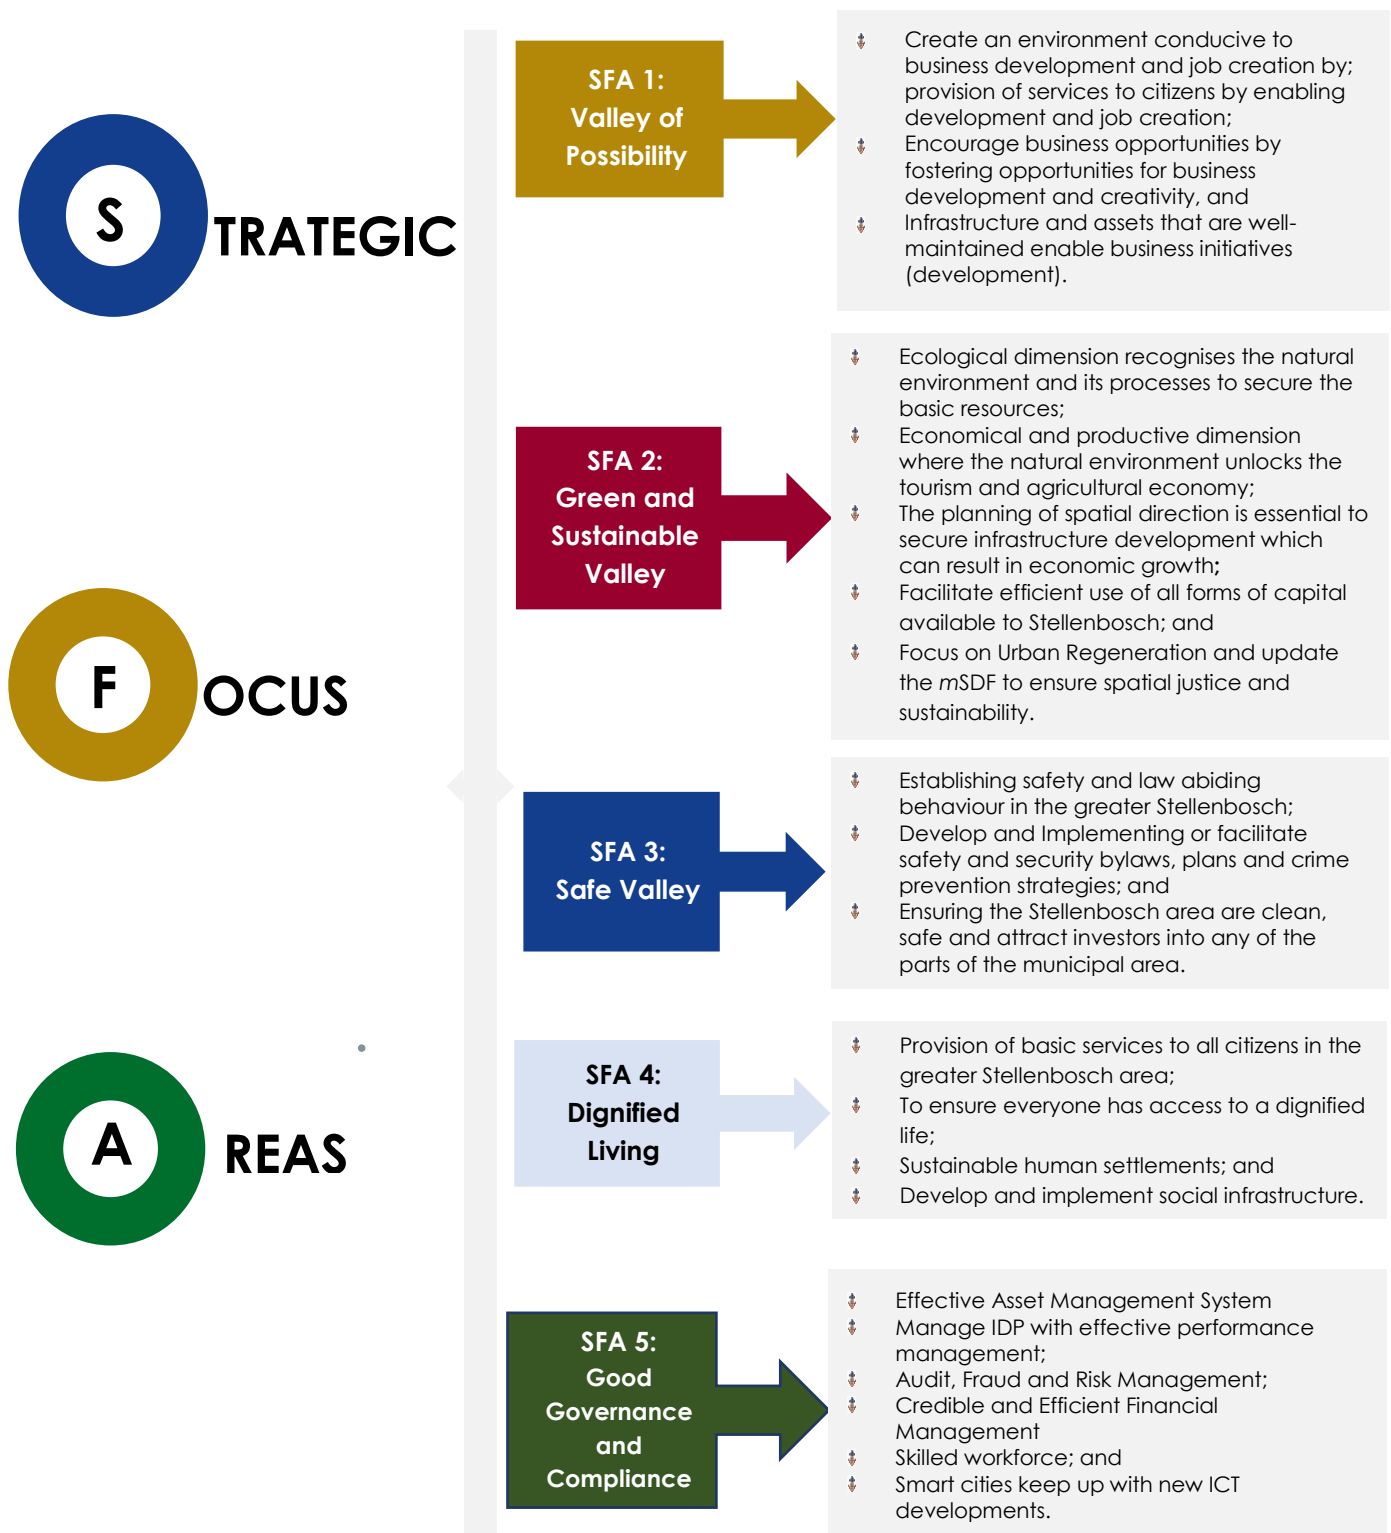 STRATEGIC
FOCUS
AREAS
SFA 1:
Valley of
Possibility
Create an environment conducive to
business development and job creation by;
provision of services to citizens by enabling
development and job creation;
Encourage business opportunities by
fostering opportunities for business
development and creativity, and
Infrastructure and assets that are well-
maintained enable business initiatives
(development).
SFA 2:
Green and
Sustainable
Valley
Ecological dimension recognises the natural
environment and its processes to secure the
basic resources;
Economical and productive dimension
where the natural environment unlocks the
tourism and agricultural economy;
The planning of spatial direction is essential to
secure infrastructure development which
can result in economic growth;
Facilitate efficient use of all forms of capital
available to Stellenbosch; and
Focus on Urban Regeneration and update
the mSDF to ensure spatial justice and
sustainability.
SFA 3:
Safe Valley
Establishing safety and law abiding
behaviour in the greater Stellenbosch;
Develop and Implementing or facilitate
safety and security bylaws, plans and crime
prevention strategies; and
Ensuring the Stellenbosch area are clean,
safe and attract investors into any of the
parts of the municipal area.
SFA 4:
Dignified
Living
Provision of basic services to all citizens in the
greater Stellenbosch area;
To ensure everyone has access to a dignified
life;
Sustainable human settlements; and
Develop and implement social infrastructure.
SFA 5:
Good
Governance
and
Compliance
Effective Asset Management System
Manage IDP with effective performance
management;
Audit, Fraud and Risk Management;
Credible and Efficient Financial
Management
Skilled workforce; and
Smart cities keep up with new ICT
developments.